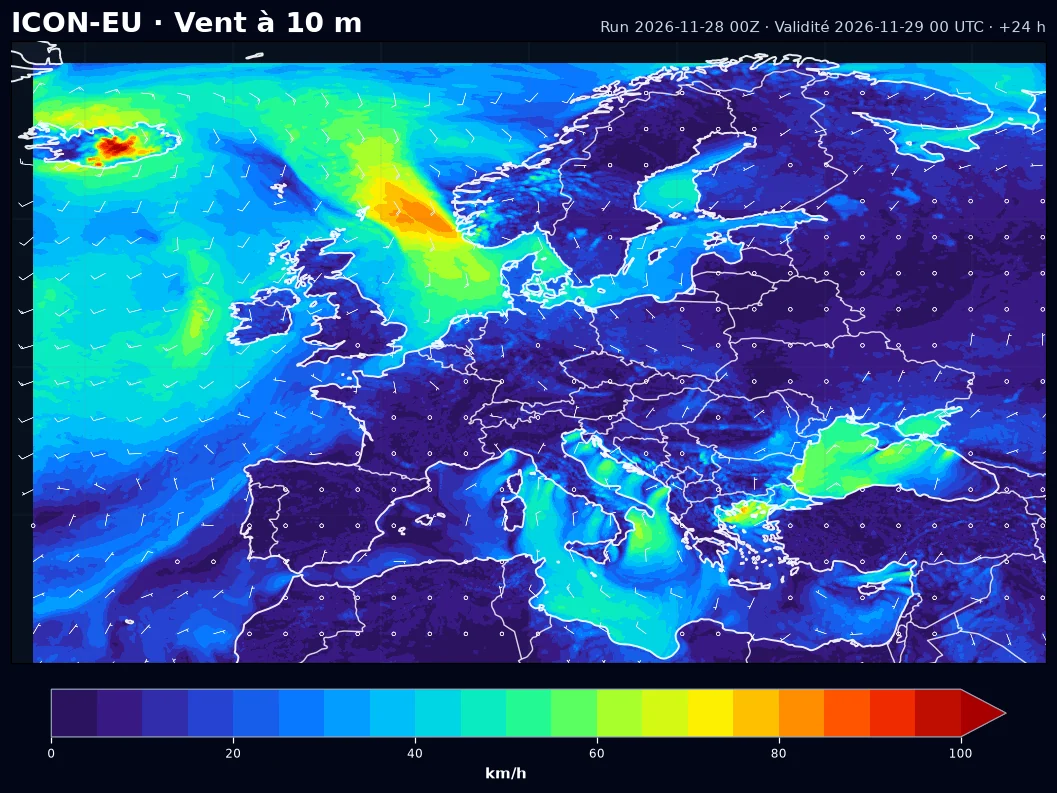 ICON-EU · Vent à 10 m
Run 2026-11-28 00Z · Validité 2026-11-29 00 UTC · +24 h
0 20 40 60 80 100
km/h